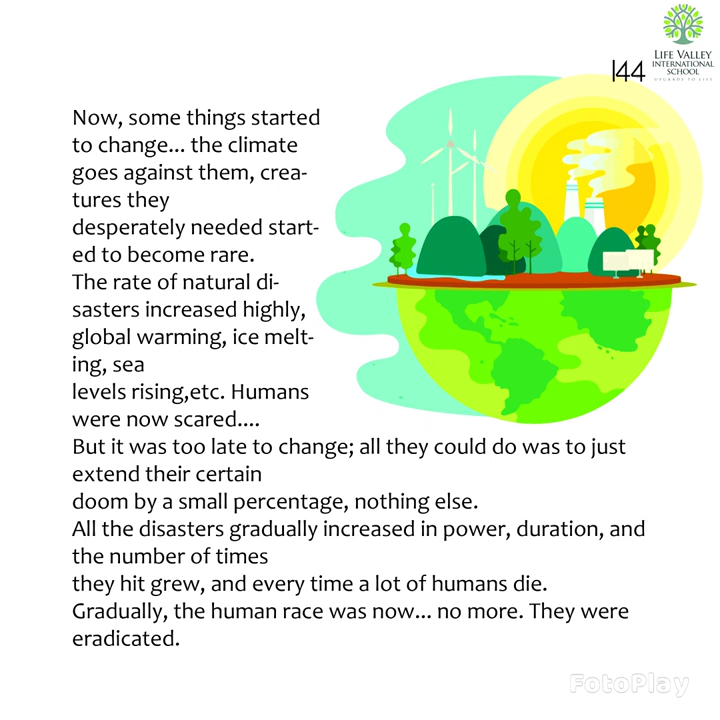 LIFE VALLEY
INTERNATIONAL
SCHOOL
UPGRADE TO LIFE
144
Now, some things started
to change... the climate
goes against them, crea-
tures they
desperately needed start-
ed to become rare.
The rate of natural di-
sasters increased highly,
global warming, ice melt-
ing, sea
levels rising,etc. Humans
were now scared....
But it was too late to change; all they could do was to just
extend their certain
doom by a small percentage, nothing else.
All the disasters gradually increased in power, duration, and
the number of times
they hit grew, and every time a lot of humans die.
Gradually, the human race was now... no more. They were
eradicated.
FotoPlay